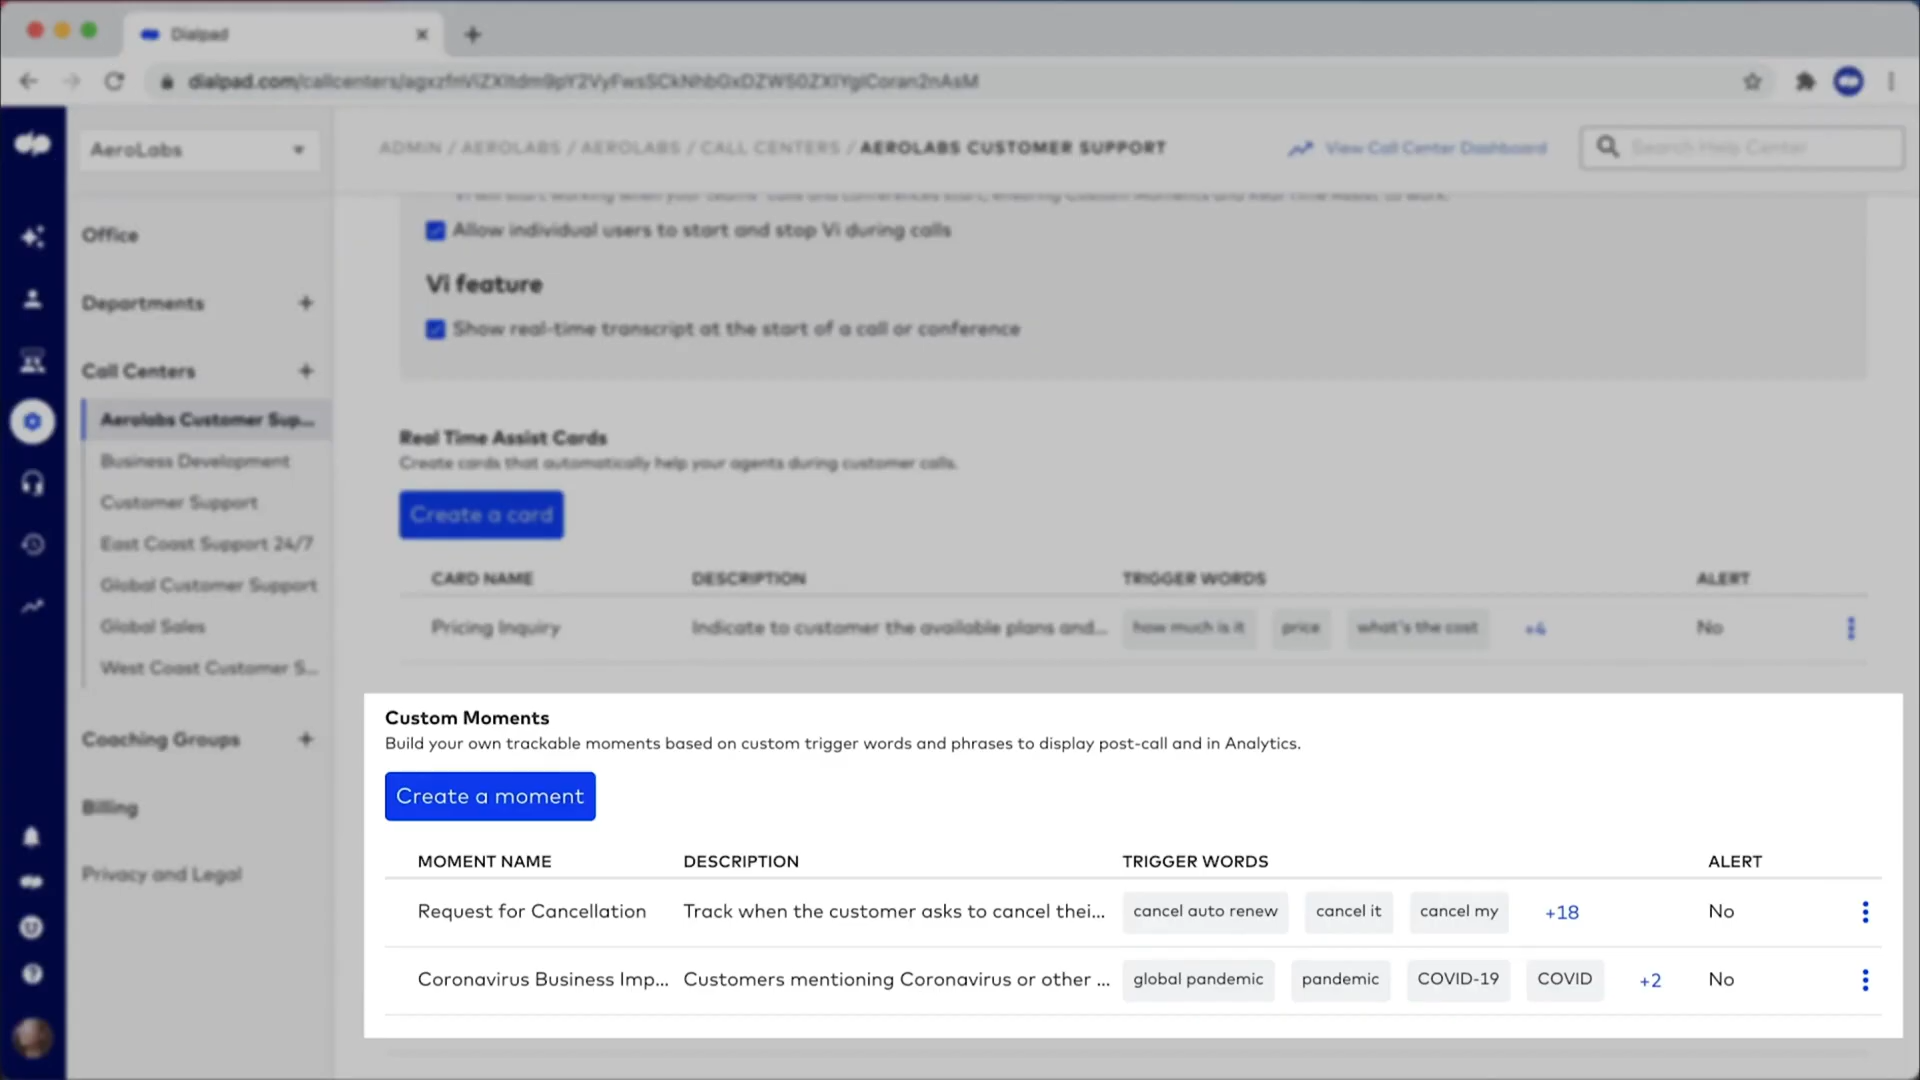 Dialpad
AeroLabs
ADMIN / AEROLABS / AEROLABS / CALL CENTERS / AEROLABS CUSTOMER SUPPORT
View Call Center Dashboard
Search Help Center
Office
Departments
Call Centers
Aerolabs Customer Sup...
Business Development
Customer Support
East Coast Support 24/7
Global Customer Support
Global Sales
West Coast Customer S...
Coaching Groups
Billing
Privacy and Legal
Allow individual users to start and stop Vi during calls
Vi feature
Show real-time transcript at the start of a call or conference
Real Time Assist Cards
Create cards that automatically help your agents during customer calls.
Create a card
CARD NAME DESCRIPTION TRIGGER WORDS ALERT
Pricing Inquiry Indicate to customer the available plans and... how much is it price what's the cost +4 No
Custom Moments
Build your own trackable moments based on custom trigger words and phrases to display post-call and in Analytics.
Create a moment
MOMENT NAME DESCRIPTION TRIGGER WORDS ALERT
Request for Cancellation Track when the customer asks to cancel thei... cancel auto renew cancel it cancel my +18 No
Coronavirus Business Imp... Customers mentioning Coronavirus or other ... global pandemic pandemic COVID-19 COVID +2 No